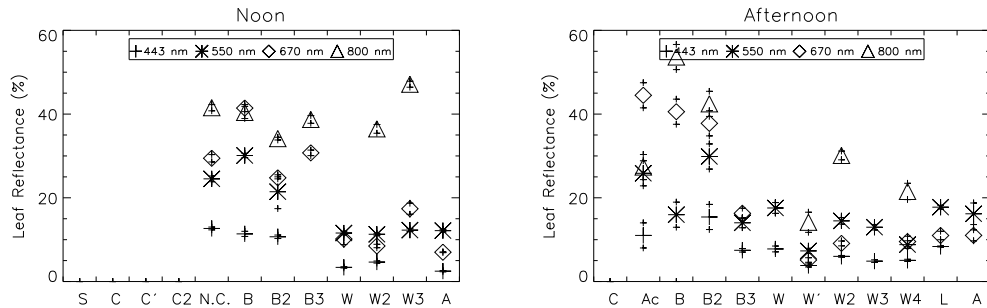 Noon
Afternoon
443 nm 550 nm 670 nm 800 nm
443 nm 550 nm 670 nm 800 nm
Leaf Reflectance (%)
60
40
20
0
S C C' C2 N.C. B B2 B3 W W2 W3 A
Leaf Reflectance (%)
60
40
20
0
C Ac B B2 B3 W W' W2 W3 W4 L A